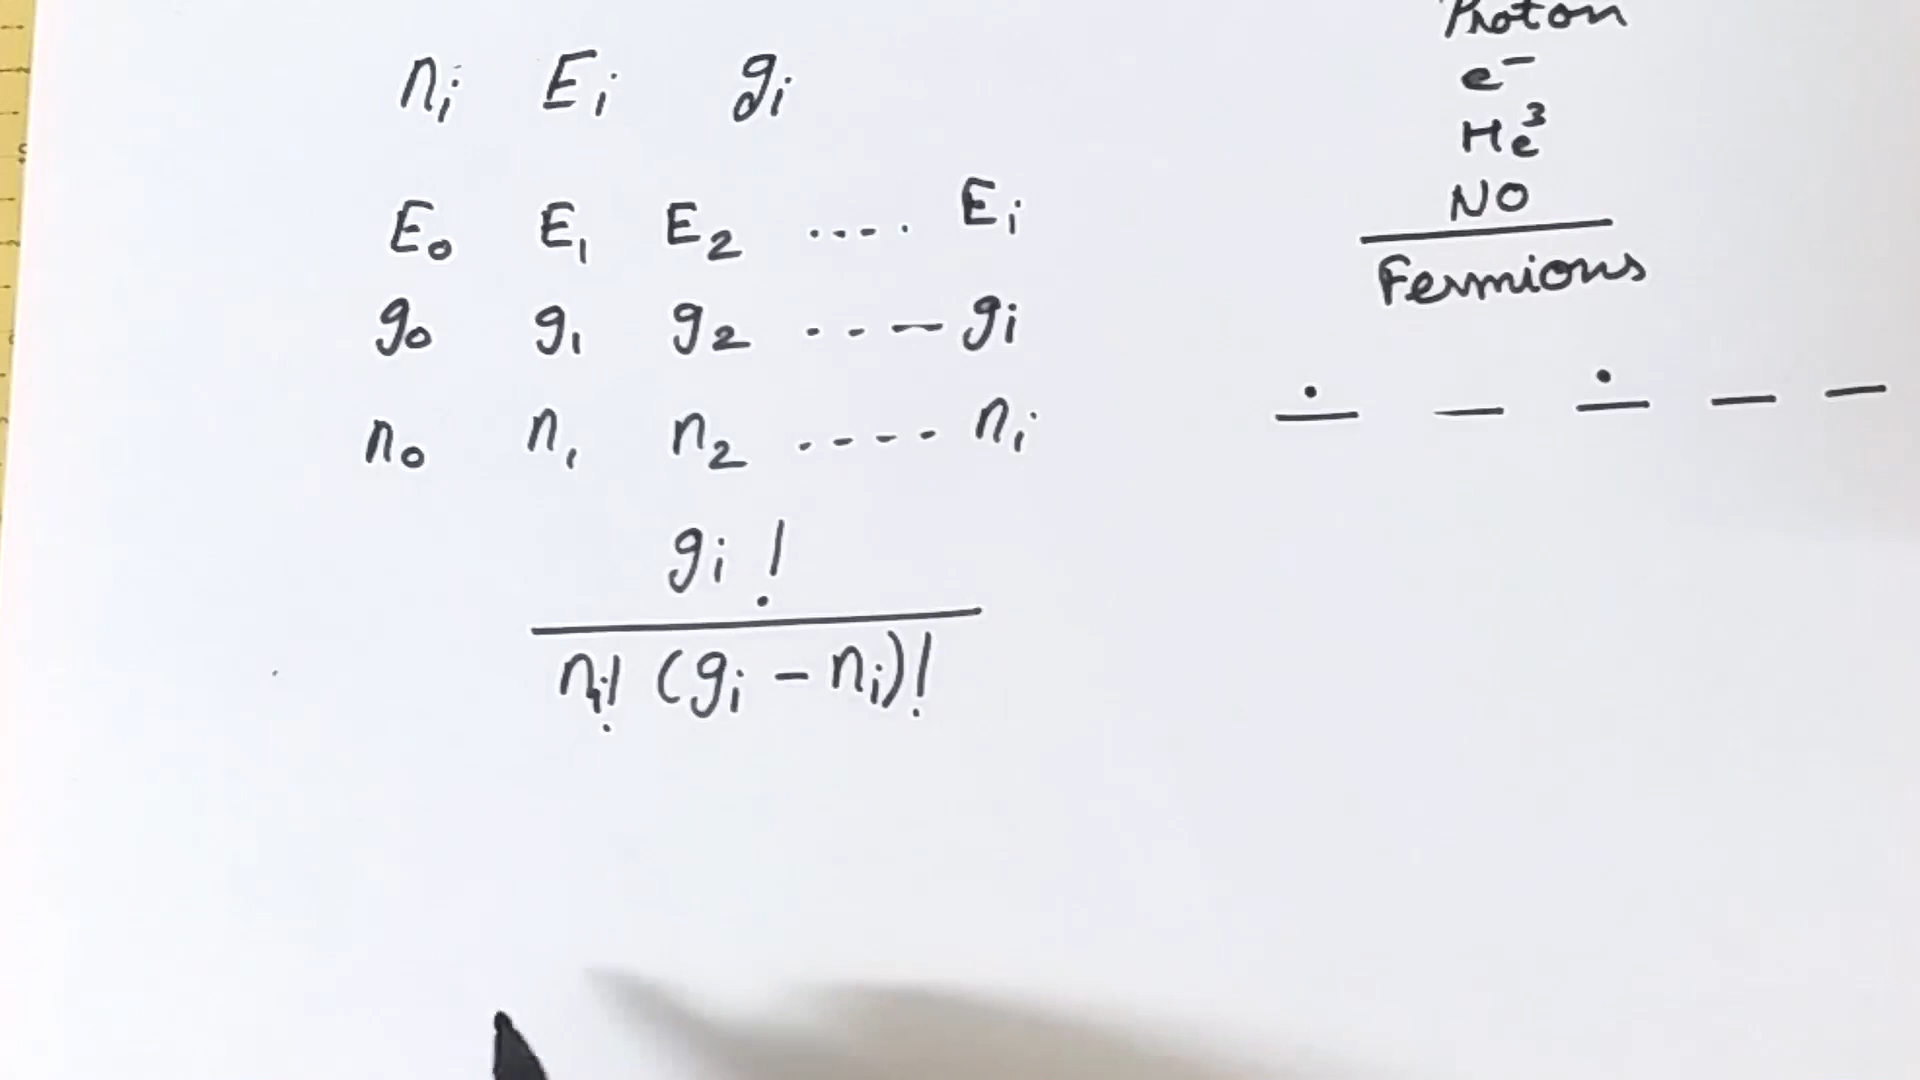 nᵢ Eᵢ gᵢ
E₀ E₁ E₂ .... Eᵢ
g₀ g₁ g₂ ---- gᵢ
n₀ n₁ n₂ ..... nᵢ
gᵢ !
nᵢ! (gᵢ - nᵢ)!
Proton
e⁻
He³
NO
Fermions